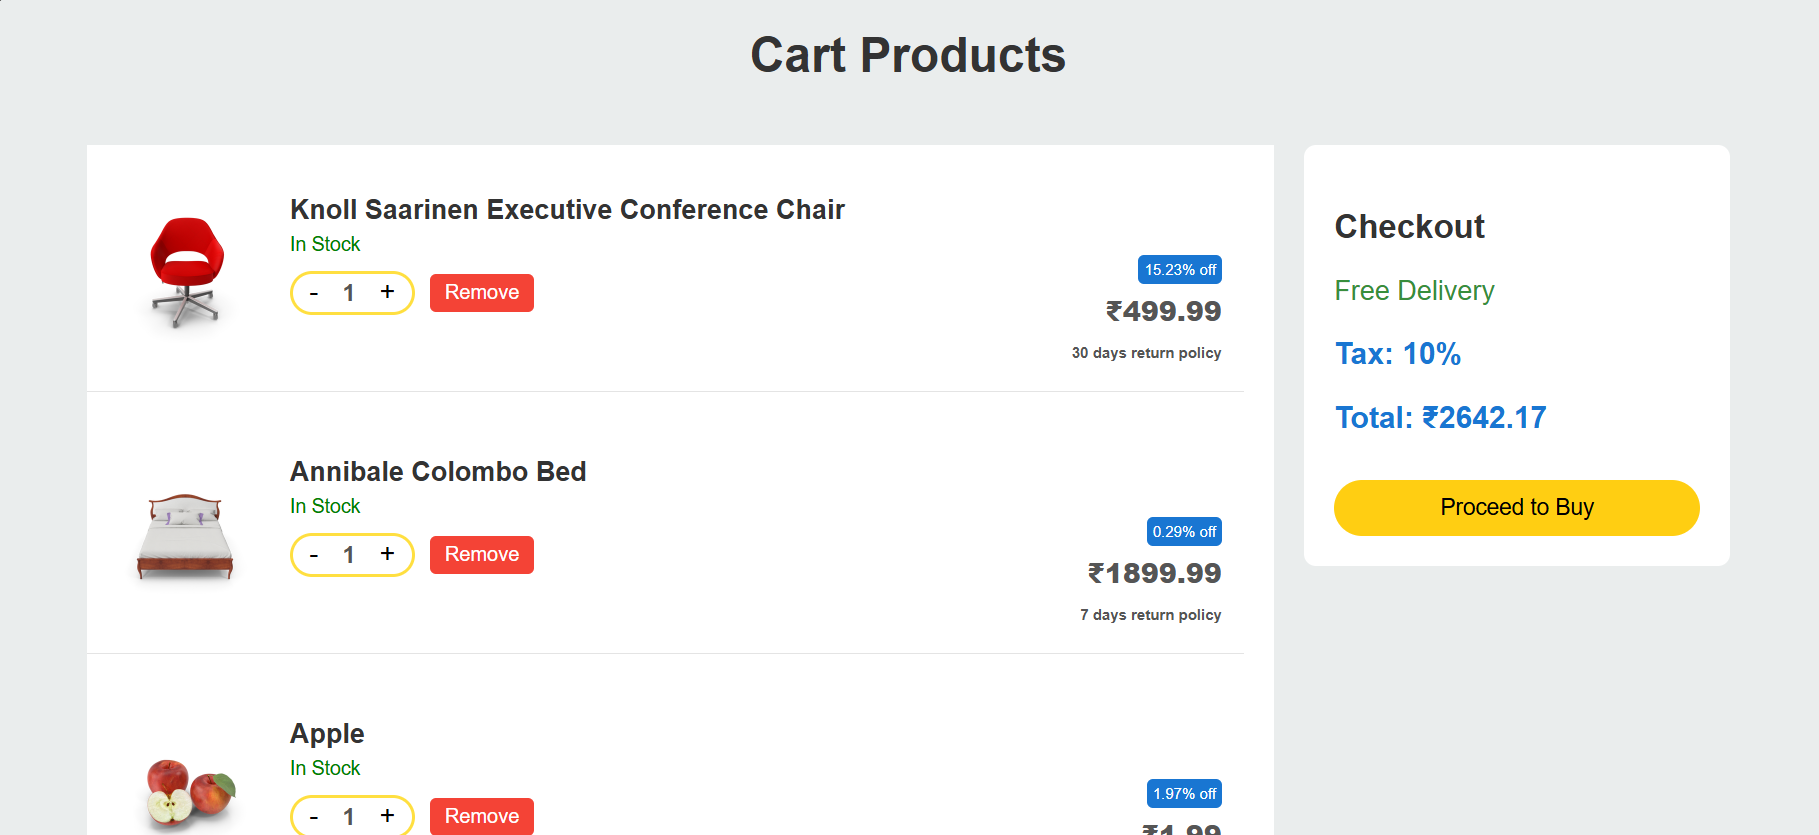 Cart Products
Knoll Saarinen Executive Conference Chair
In Stock
- 1 +
Remove
15.23% off
₹499.99
30 days return policy
Annibale Colombo Bed
In Stock
- 1 +
Remove
0.29% off
₹1899.99
7 days return policy
Apple
In Stock
- 1 +
Remove
1.97% off
₹1.99
Checkout
Free Delivery
Tax: 10%
Total: ₹2642.17
Proceed to Buy